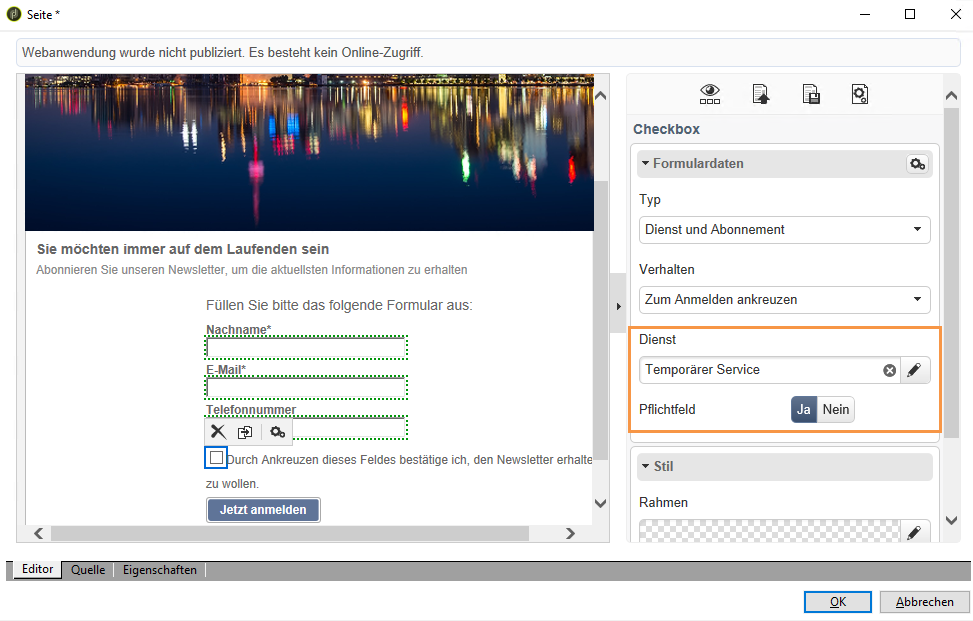 Seite *
Webanwendung wurde nicht publiziert. Es besteht kein Online-Zugriff.
Sie möchten immer auf dem Laufenden sein
Abonnieren Sie unseren Newsletter, um die aktuellsten Informationen zu erhalten
Füllen Sie bitte das folgende Formular aus:
Nachname*
E-Mail*
Telefonnummer
Durch Ankreuzen dieses Feldes bestätige ich, den Newsletter erhalte
zu wollen.
Jetzt anmelden
Checkbox
Formulardaten
Typ
Dienst und Abonnement
Verhalten
Zum Anmelden ankreuzen
Dienst
Temporärer Service
Pflichtfeld Ja Nein
Stil
Rahmen
Editor Quelle Eigenschaften
OK Abbrechen